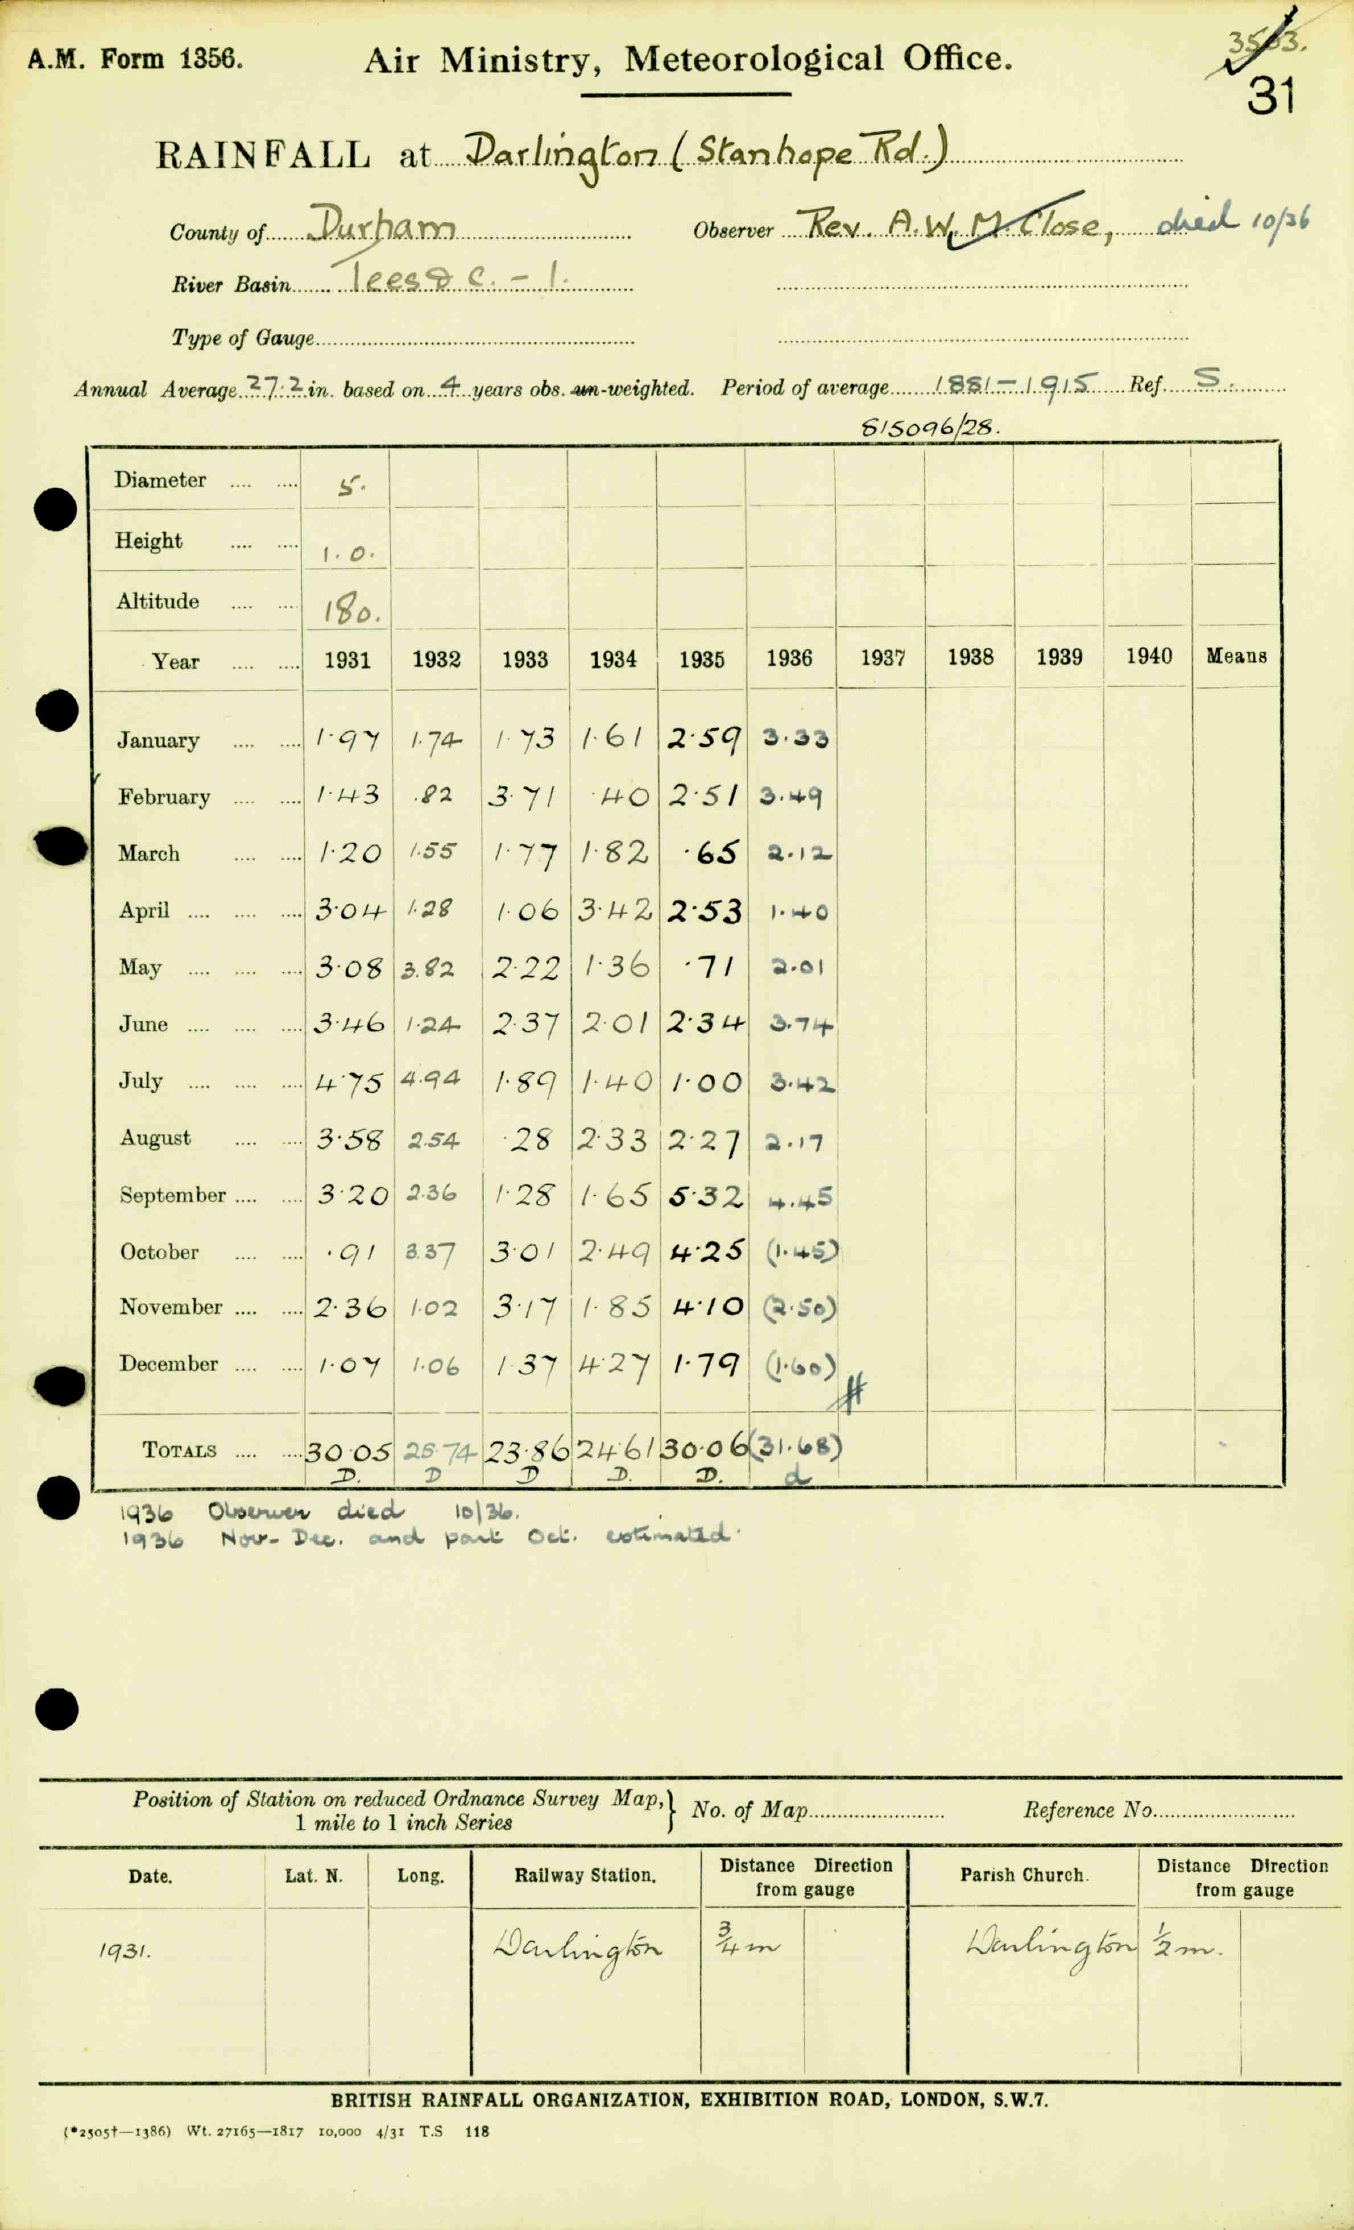 A.M. Form 1356.
Air Ministry, Meteorological Office.
31
RAINFALL at Darlington (Stanhope Rd.)
County of Durham Observer Rev. A.W. M. Close, died 10/36
River Basin Tees &c. - 1.
Type of Gauge
Annual Average 27.2 in. based on 4 years obs. un-weighted. Period of average 1881-1915 Ref. S.
S15096/28.
Diameter 5.
Height 1.0.
Altitude 180.
Year 1931 1932 1933 1934 1935 1936 1937 1938 1939 1940 Means
January 1.97 1.74 1.73 1.61 2.59 3.33
February 1.43 .82 3.71 .40 2.51 3.49
March 1.20 1.55 1.77 1.82 .65 2.12
April 3.04 1.28 1.06 3.42 2.53 1.40
May 3.08 3.82 2.22 1.36 .71 2.01
June 3.46 1.24 2.37 2.01 2.34 3.74
July 4.75 4.94 1.89 1.40 1.00 3.42
August 3.58 2.54 .28 2.33 2.27 2.17
September 3.20 2.36 1.28 1.65 5.32 4.45
October .91 3.37 3.01 2.49 4.25 (1.45)
November 2.36 1.02 3.17 1.85 4.10 (2.50)
December 1.07 1.06 1.37 4.27 1.79 (1.60)
TOTALS 30.05 25.74 23.86 24.61 30.06 (31.68)
D. D D D. D. d
1936 Observer died 10/36.
1936 Nov- Dec. and part Oct. estimated.
Position of Station on reduced Ordnance Survey Map, } No. of Map Reference No.
1 mile to 1 inch Series
Date. Lat. N. Long. Railway Station. Distance Direction from gauge Parish Church. Distance Direction from gauge
1931. Darlington 3/4 m Darlington 1/2 m.
BRITISH RAINFALL ORGANIZATION, EXHIBITION ROAD, LONDON, S.W.7.
(*2505†—1386) Wt. 27165—1817 10,000 4/31 T.S 118